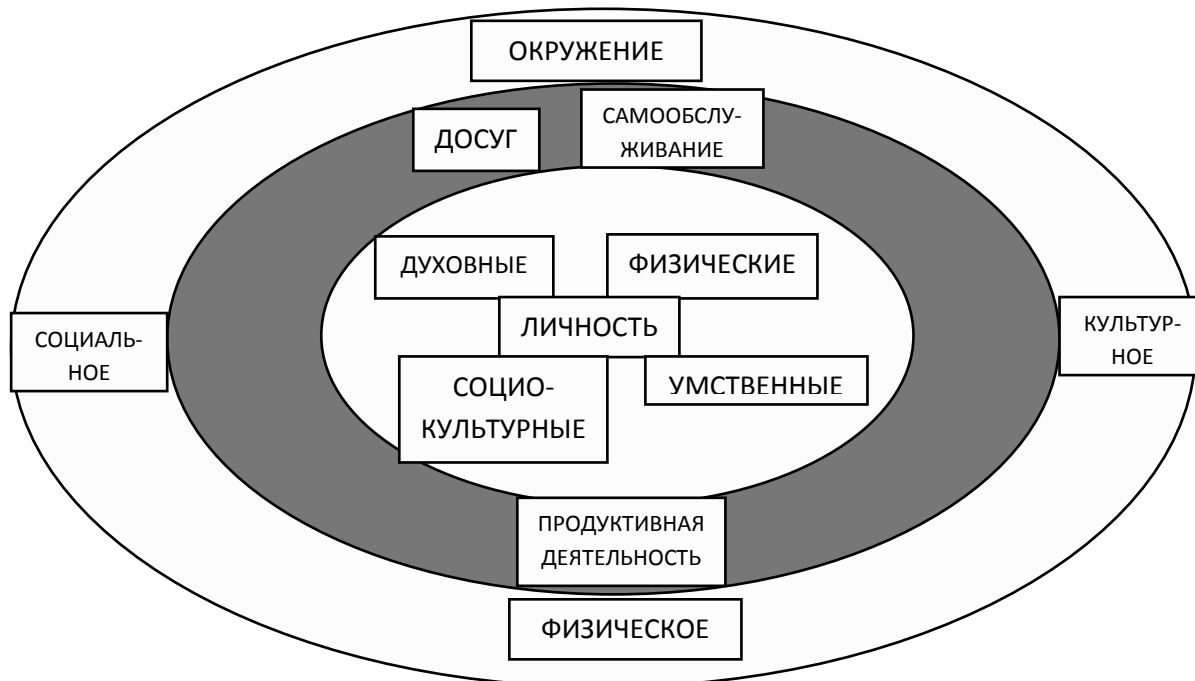 ОКРУЖЕНИЕ
ДОСУГ
САМООБСЛУ-
ЖИВАНИЕ
ДУХОВНЫЕ
ФИЗИЧЕСКИЕ
ЛИЧНОСТЬ
СОЦИАЛЬ-
НОЕ
КУЛЬТУР-
НОЕ
СОЦИО-
КУЛЬТУРНЫЕ
УМСТВЕННЫЕ
ПРОДУКТИВНАЯ
ДЕЯТЕЛЬНОСТЬ
ФИЗИЧЕСКОЕ